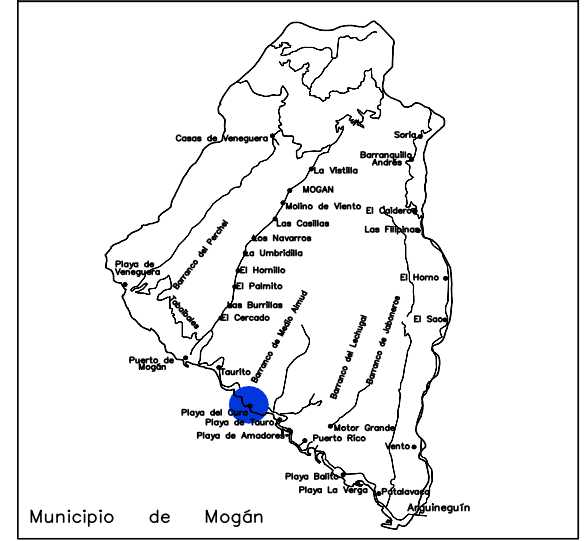 Soria
Casas de Veneguera
Barranquillo
Andrés
La Vistilla
MOGAN
Molino de Viento
El Caldero
Las Casillas
Las Filipinas
Los Navarros
Barranco del Perchel
La Umbridilla
Playa de
Veneguera
El Hornillo
El Horno
El Palmito
Tabaibales
Las Burrillas
El Cercado
El Sao
Barranco de Medio Almud
Barranco del Lechugal
Barranco de Jabaneros
Puerto de
Mogán
Taurito
Playa del Cura
Playa de Tauro
Motor Grande
Playa de Amadores
Puerto Rico
Vento
Playa Balito
Playa La Verga
Patalavaca
Arguineguín
Municipio de Mogán